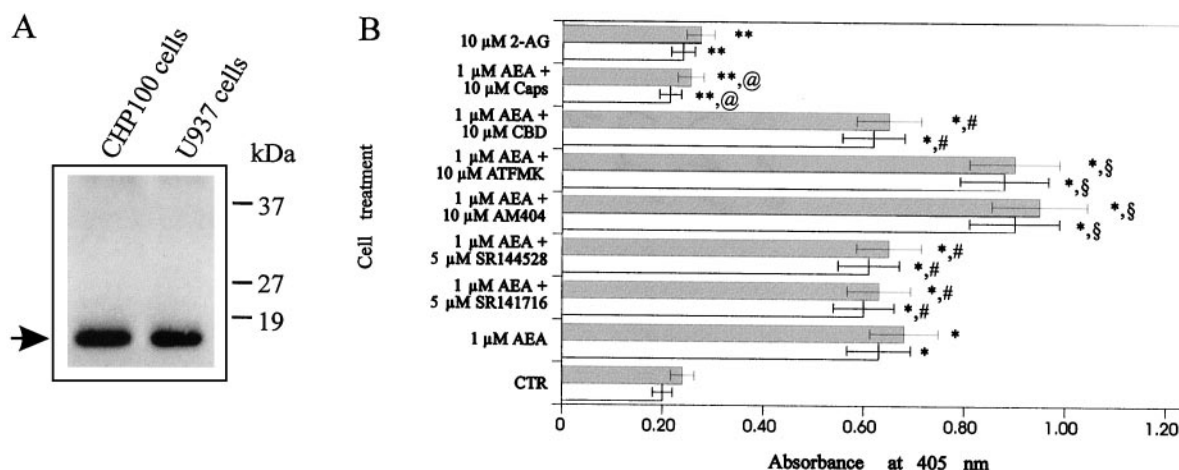 A
CHP100 cells
U937 cells
kDa
37
27
19
B
Cell treatment
10 µM 2-AG
**
**
1 µM AEA +
10 µM Caps
**,@
**,@
1 µM AEA +
10 µM CBD
*,#
*,#
1 µM AEA +
10 µM ATFMK
*,§
*,§
1 µM AEA +
10 µM AM404
*,§
*,§
1 µM AEA +
5 µM SR144528
*,#
*,#
1 µM AEA +
5 µM SR141716
*,#
*,#
1 µM AEA
*
*
CTR
0 0.20 0.40 0.60 0.80 1.00 1.20
Absorbance at 405 nm